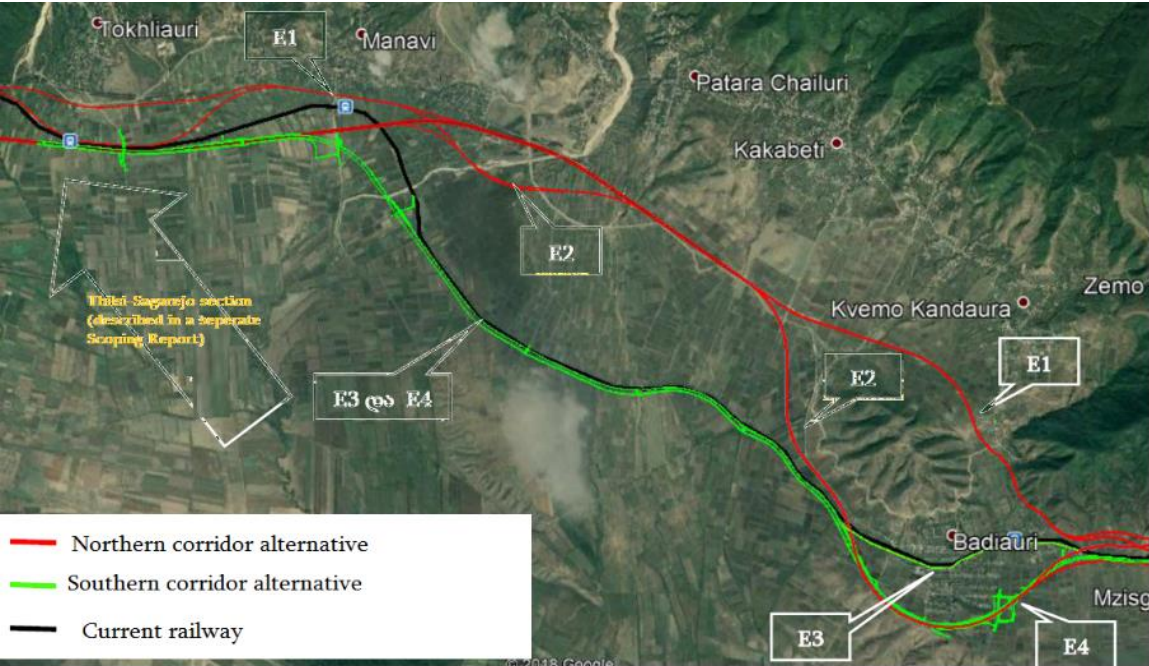 Tokhliauri
E1
Manavi
Patara Chailuri
Kakabeti
E2
Zemo
Kvemo Kandaura
Tbilsi-Sagarejo section
(described in a seperate
Scoping Report)
E1
E2
E3 და E4
Northern corridor alternative
Badiauri
Southern corridor alternative
Mzisg
Current railway
E3
E4
© 2018 Google